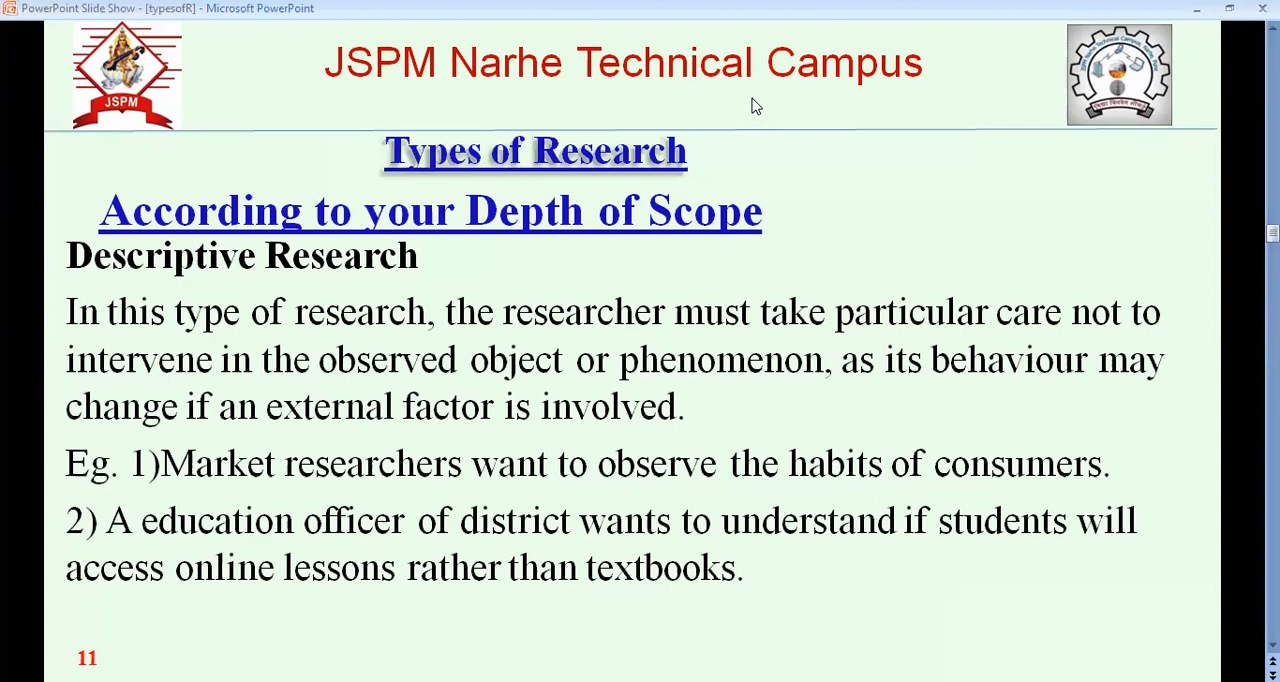 PowerPoint Slide Show - [typesofR] - Microsoft PowerPoint
JSPM Narhe Technical Campus
JSPM
Types of Research
According to your Depth of Scope
Descriptive Research
In this type of research, the researcher must take particular care not to
intervene in the observed object or phenomenon, as its behaviour may
change if an external factor is involved.
Eg. 1)Market researchers want to observe the habits of consumers.
2) A education officer of district wants to understand if students will
access online lessons rather than textbooks.
11